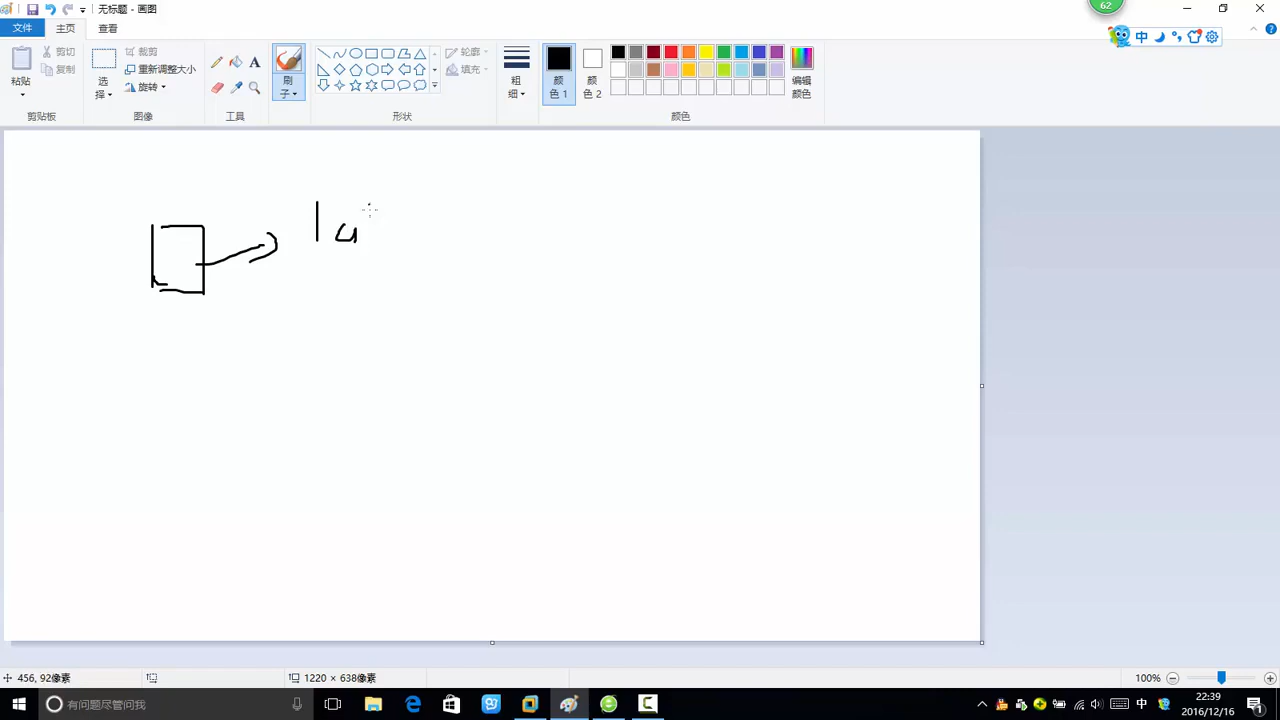 无标题 - 画图
62
文件 主页 查看
中
粘贴 剪切 复制 选择 裁剪 重新调整大小 旋转 A 刷子 轮廓 填充 粗细 颜色 1 颜色 2 编辑颜色
剪贴板 图像 工具 形状 颜色
la
456, 92像素 1220 × 638像素 100%
有问题尽管问我 中 22:39
2016/12/16